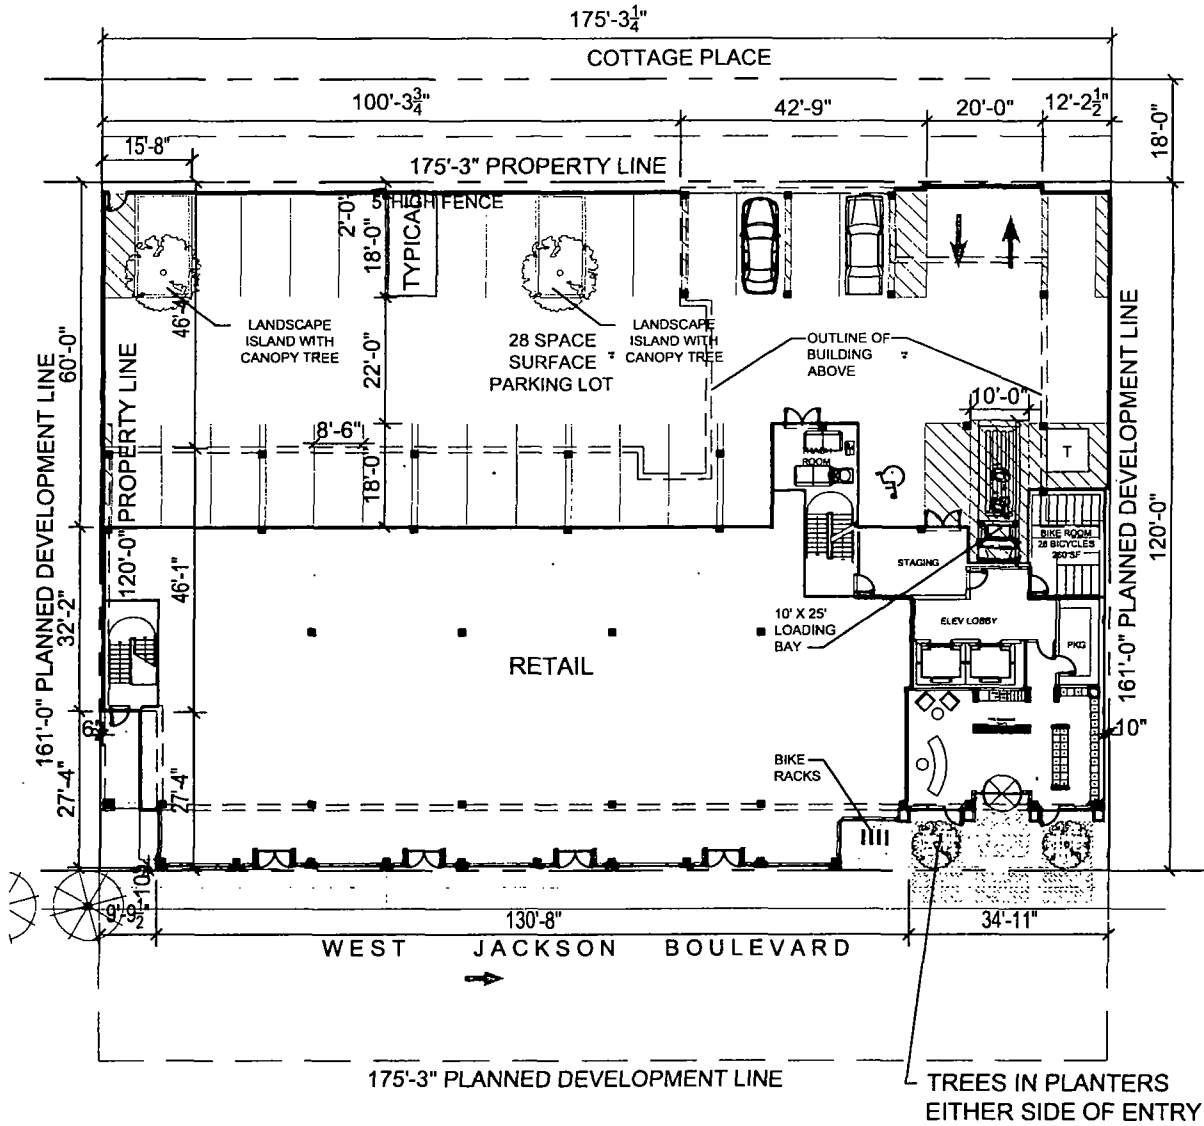 175'-3 1/4"
COTTAGE PLACE
100'-3 3/4"
42'-9"
20'-0"
12'-2 1/2"
18'-0"
15'-8"
175'-3" PROPERTY LINE
HIGH FENCE
2'-0"
18'-0"
TYPICAL
LANDSCAPE
ISLAND WITH
CANOPY TREE
28 SPACE
SURFACE
PARKING LOT
LANDSCAPE
ISLAND WITH
CANOPY TREE
OUTLINE OF
BUILDING
ABOVE
60'-0"
22'-0"
10'-0"
8'-6"
18'-0"
T
TRASH
ROOM
161'-0" PLANNED DEVELOPMENT LINE
120'-0" PROPERTY LINE
161'-0" PLANNED DEVELOPMENT LINE
120'-0"
BIKE ROOM
28 BICYCLES
260 SF
STAGING
46'-1"
32'-2"
10' X 25'
LOADING
BAY
ELEV LOBBY
PKG
RETAIL
6"
10"
27'-4"
27'-4"
BIKE
RACKS
9'-9 1/2"
130'-8"
34'-11"
WEST JACKSON BOULEVARD
175'-3" PLANNED DEVELOPMENT LINE
TREES IN PLANTERS
EITHER SIDE OF ENTRY